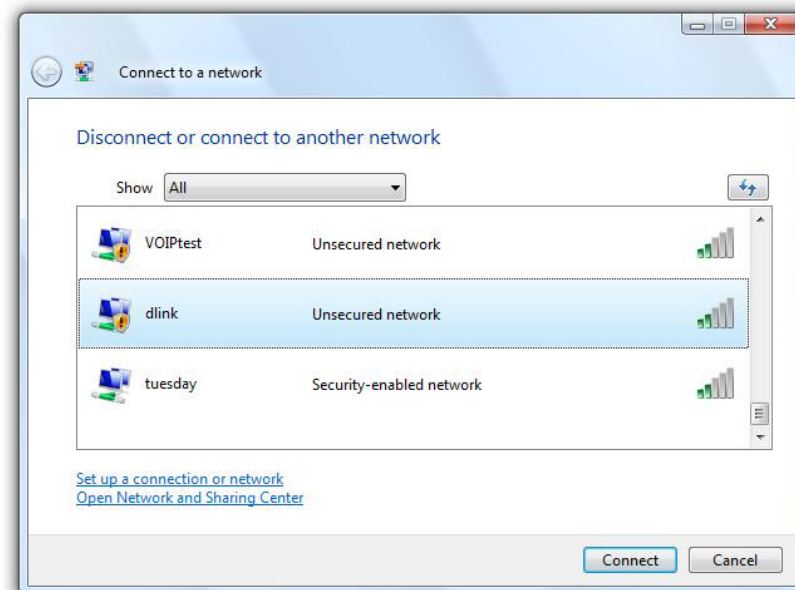 Connect to a network
Disconnect or connect to another network
Show All
VOIPtest Unsecured network
dlink Unsecured network
tuesday Security-enabled network
Set up a connection or network
Open Network and Sharing Center
Connect Cancel